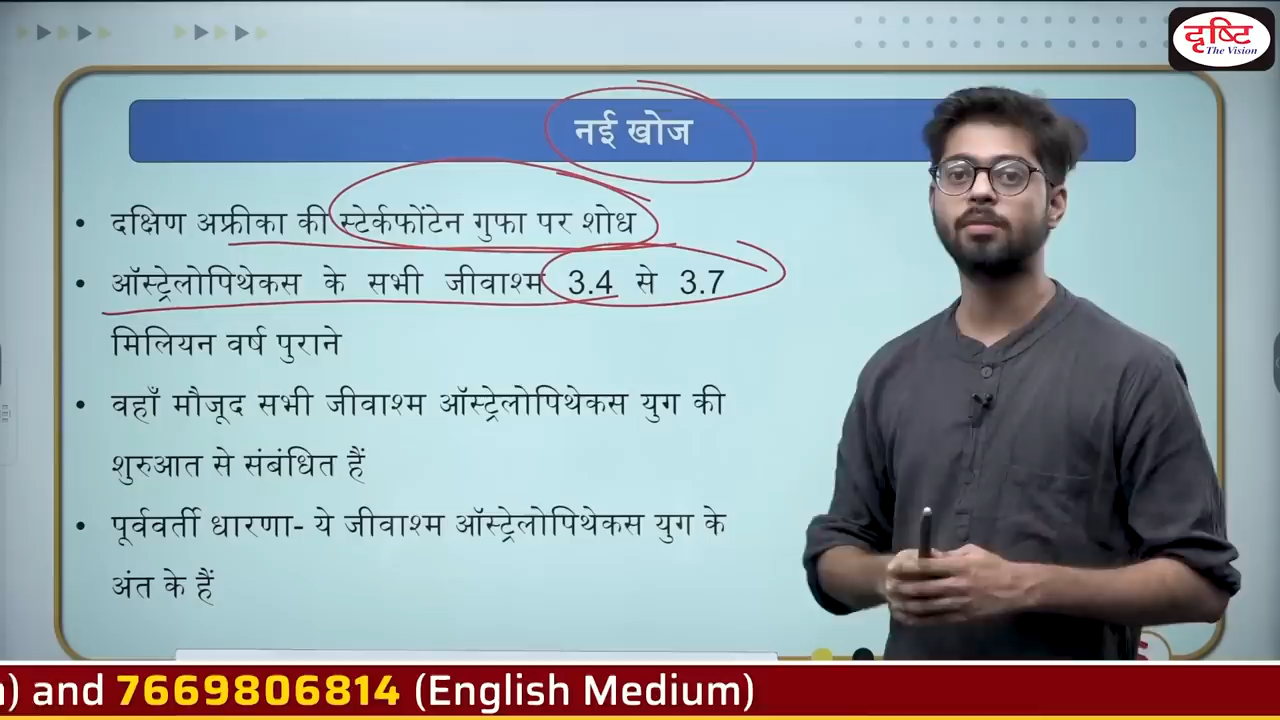 दृष्टि
The Vision
नई खोज
• दक्षिण अफ्रीका की स्टेर्कफोंटेन गुफा पर शोध
• ऑस्ट्रेलोपिथेकस के सभी जीवाश्म 3.4 से 3.7
मिलियन वर्ष पुराने
• वहाँ मौजूद सभी जीवाश्म ऑस्ट्रेलोपिथेकस युग की
शुरुआत से संबंधित हैं
• पूर्ववर्ती धारणा- ये जीवाश्म ऑस्ट्रेलोपिथेकस युग के
अंत के हैं
) and 7669806814 (English Medium)